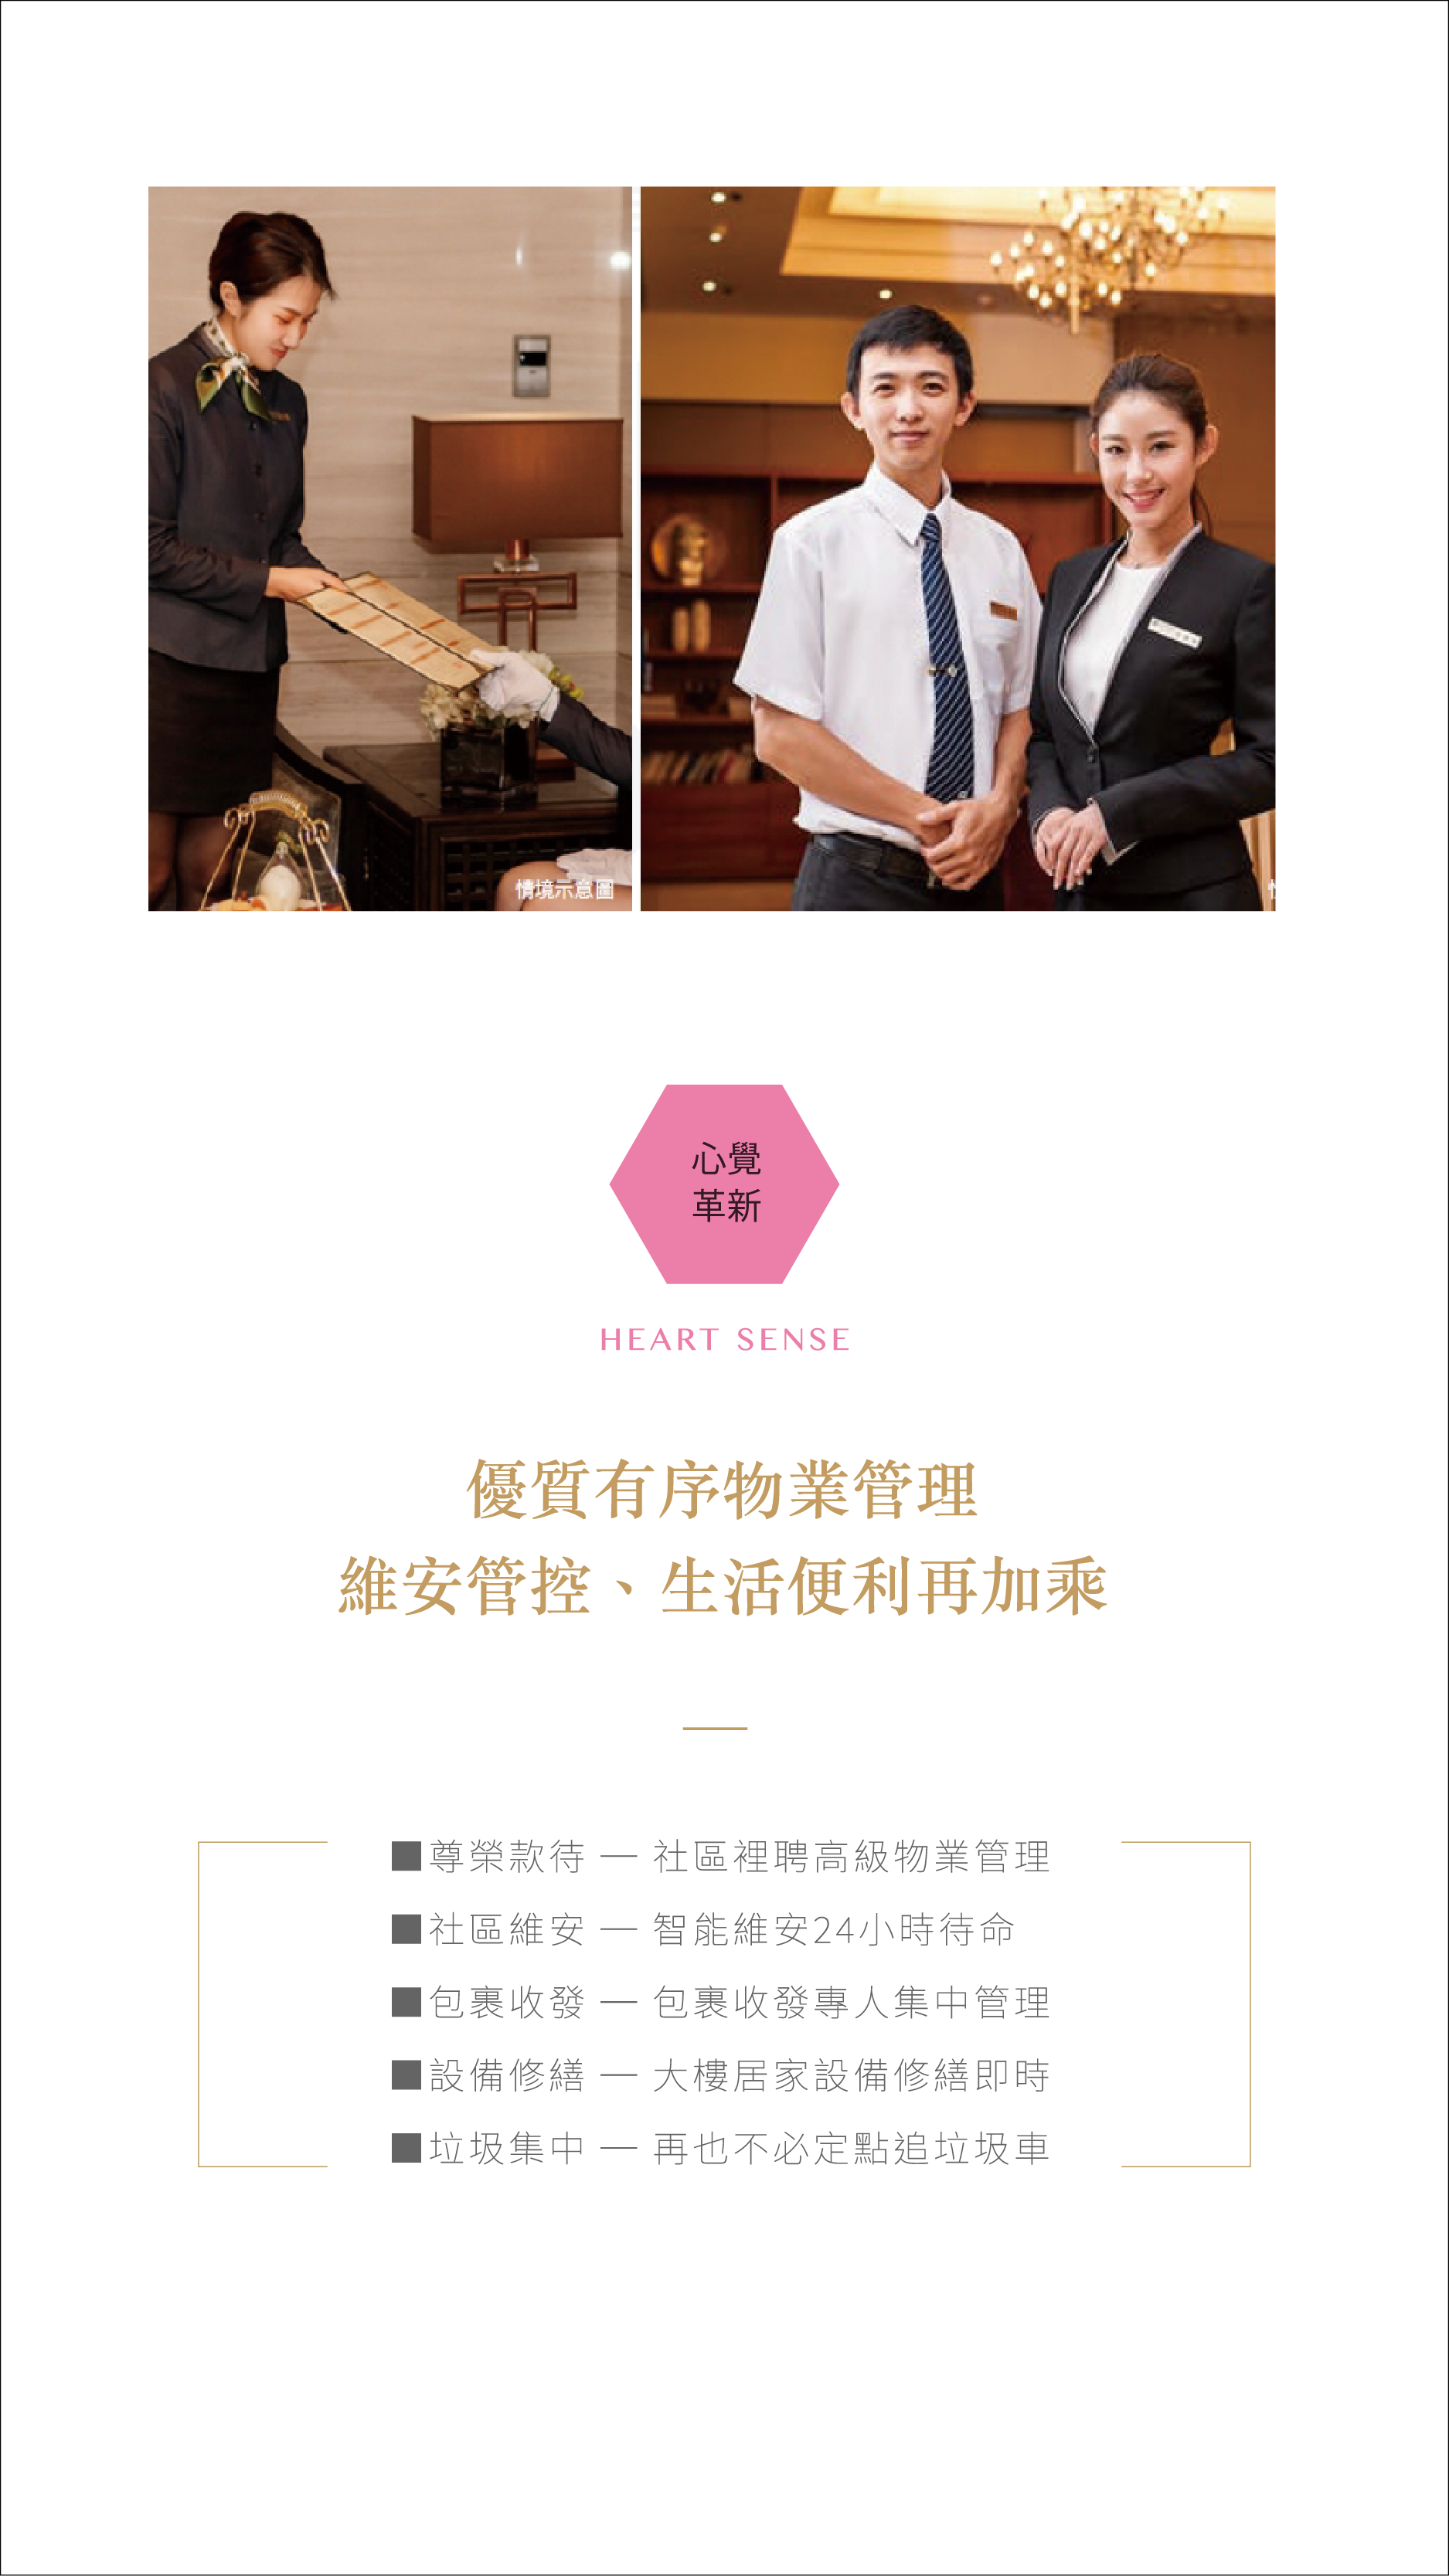 情境示意圖
心覺
革新
HEART SENSE
優質有序物業管理
維安管控、生活便利再加乘
■尊榮款待 — 社區裡聘高級物業管理
■社區維安 — 智能維安24小時待命
■包裹收發 — 包裹收發專人集中管理
■設備修繕 — 大樓居家設備修繕即時
■垃圾集中 — 再也不必定點追垃圾車